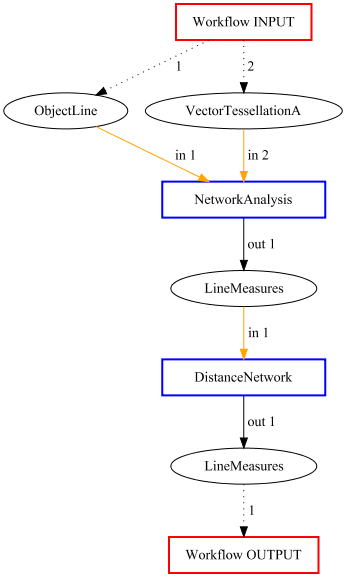 Workflow INPUT
1
2
ObjectLine
VectorTessellationA
in 1
in 2
NetworkAnalysis
out 1
LineMeasures
in 1
DistanceNetwork
out 1
LineMeasures
1
Workflow OUTPUT